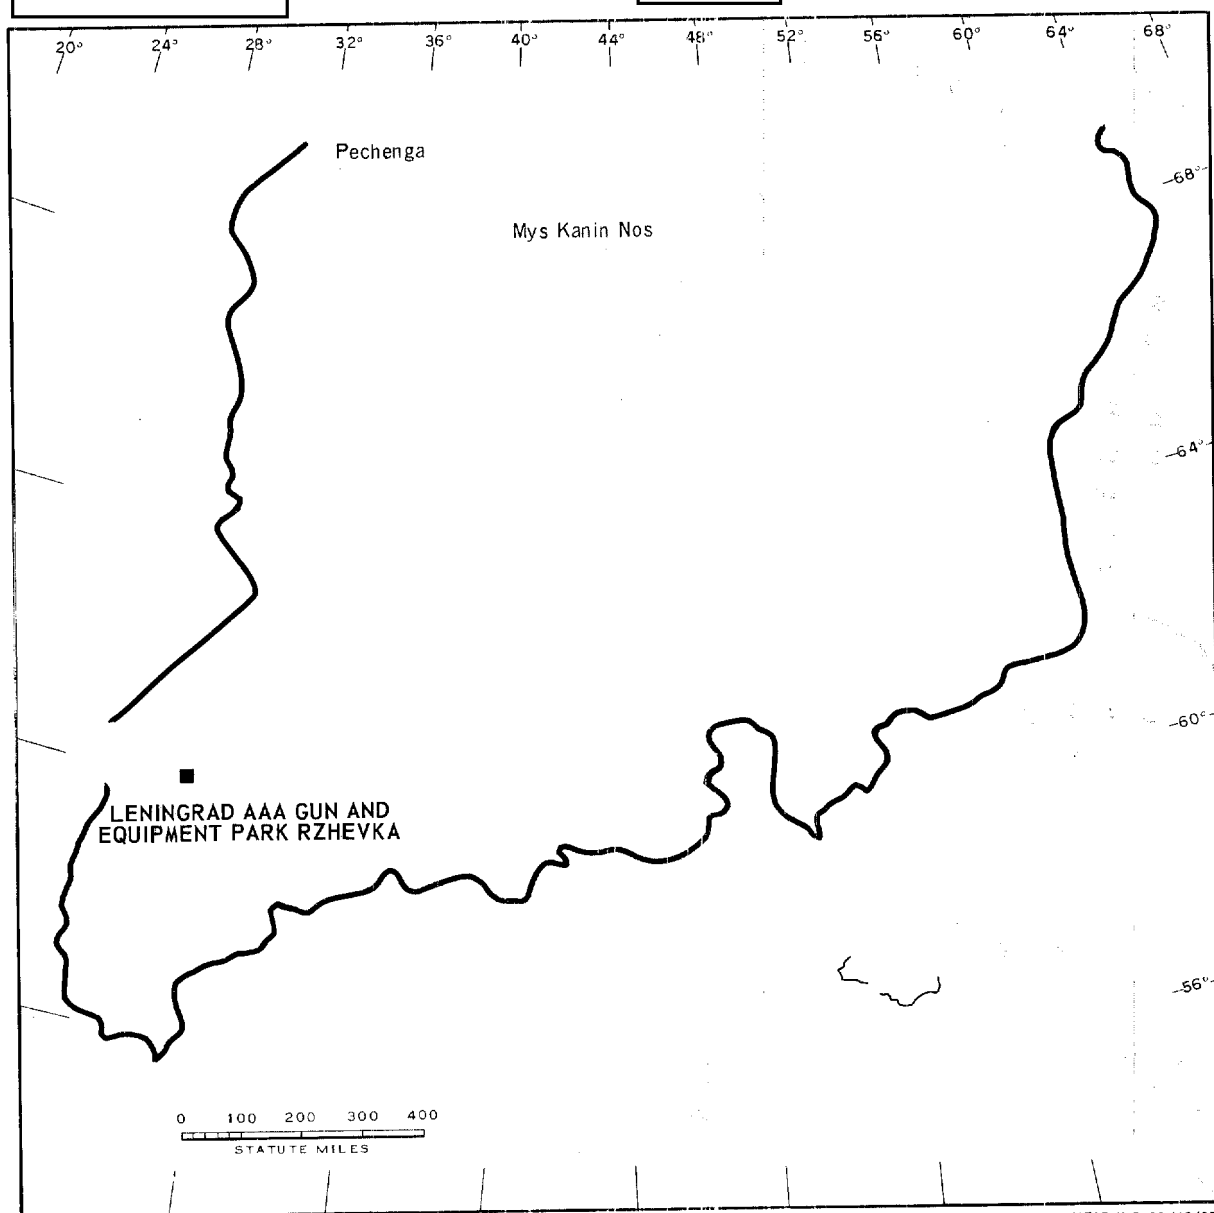 20° 24° 28° 32° 36° 40° 44° 48° 52° 56° 60° 64° 68°
Pechenga
68°
Mys Kanin Nos
64°
60°
LENINGRAD AAA GUN AND
EQUIPMENT PARK RZHEVKA
56°
0 100 200 300 400
STATUTE MILES